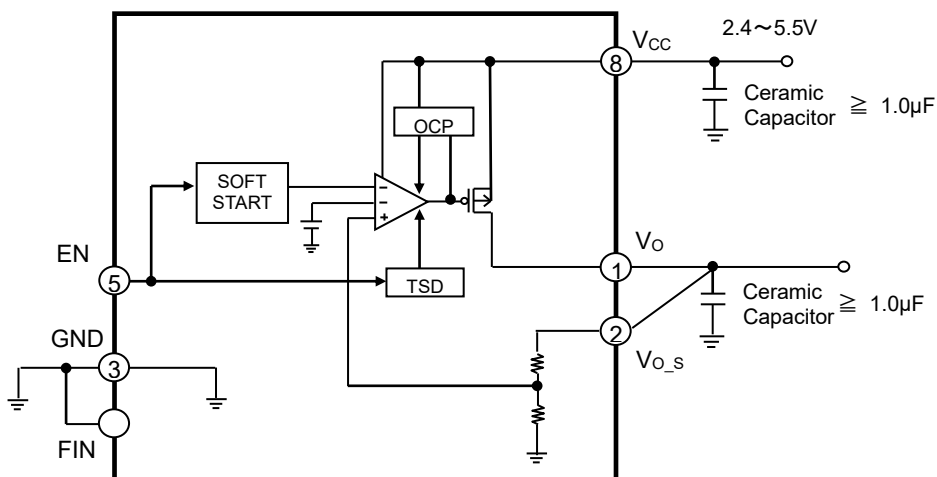 2.4～5.5V
VCC
8
Ceramic
Capacitor ≧ 1.0µF
OCP
SOFT
START
−
−
+
EN
5
TSD
VO
1
Ceramic
Capacitor ≧ 1.0µF
GND
3
2
VO_S
FIN